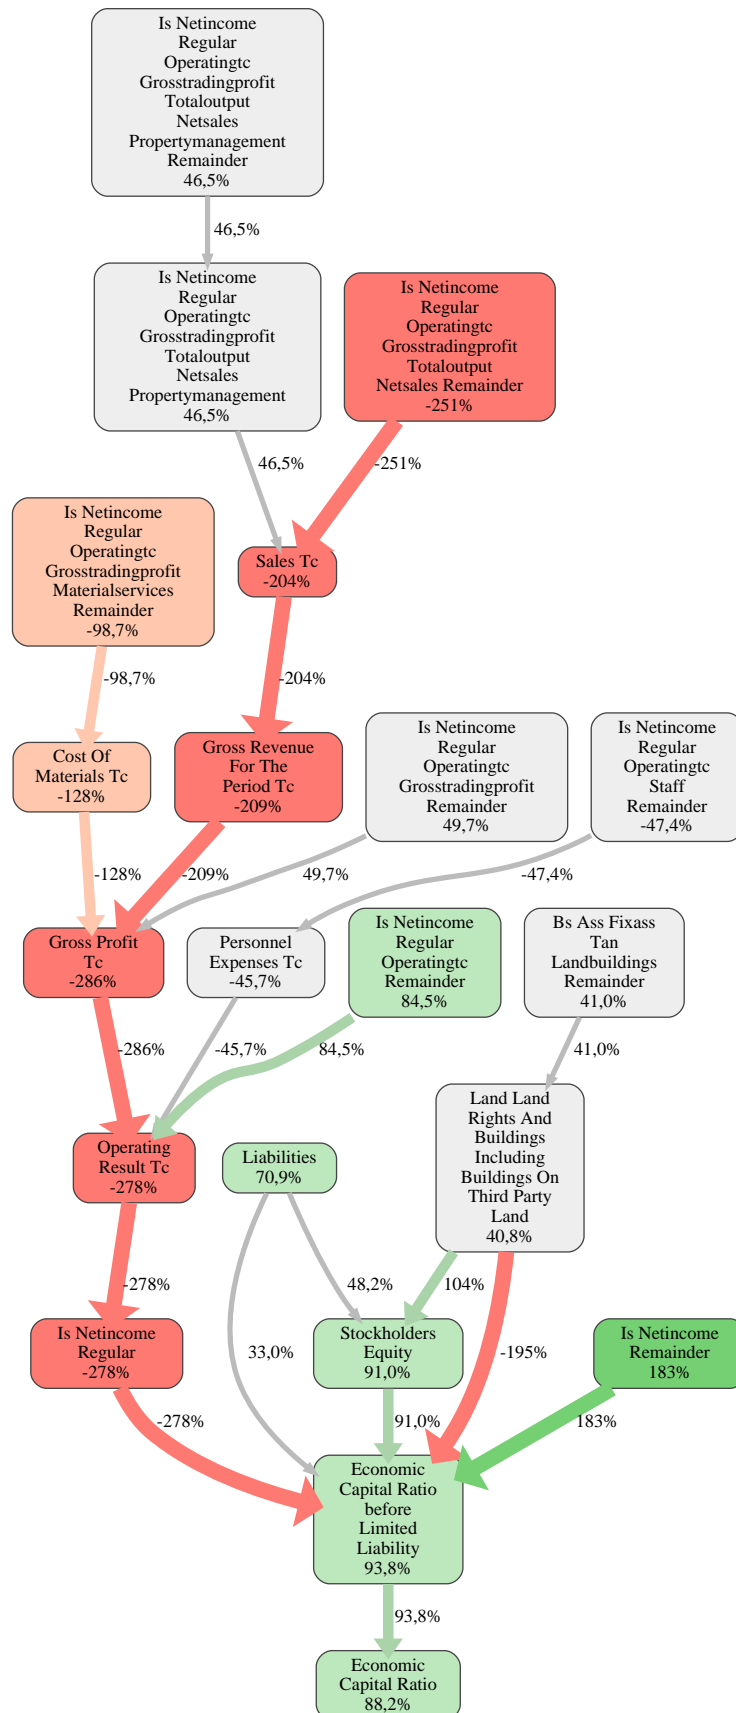 Is Netincome
Regular
Operatingtc
Grosstradingprofit
Totaloutput
Netsales
Propertymanagement
Remainder
46,5%
46,5%
Is Netincome
Regular
Operatingtc
Grosstradingprofit
Totaloutput
Netsales
Propertymanagement
46,5%
Is Netincome
Regular
Operatingtc
Grosstradingprofit
Totaloutput
Netsales Remainder
-251%
46,5%
-251%
Is Netincome
Regular
Operatingtc
Grosstradingprofit
Materialservices
Remainder
-98,7%
Sales Tc
-204%
-98,7%
-204%
Cost Of
Materials Tc
-128%
Gross Revenue
For The
Period Tc
-209%
Is Netincome
Regular
Operatingtc
Grosstradingprofit
Remainder
49,7%
Is Netincome
Regular
Operatingtc
Staff
Remainder
-47,4%
-128%
-209%
49,7%
-47,4%
Gross Profit
Tc
-286%
Personnel
Expenses Tc
-45,7%
Is Netincome
Regular
Operatingtc
Remainder
84,5%
Bs Ass Fixass
Tan
Landbuildings
Remainder
41,0%
-286%
-45,7%
84,5%
41,0%
Operating
Result Tc
-278%
Liabilities
70,9%
Land Land
Rights And
Buildings
Including
Buildings On
Third Party
Land
40,8%
-278%
48,2%
104%
Is Netincome
Regular
-278%
33,0%
Stockholders
Equity
91,0%
-195%
Is Netincome
Remainder
183%
-278%
91,0%
183%
Economic
Capital Ratio
before
Limited
Liability
93,8%
93,8%
Economic
Capital Ratio
88,2%